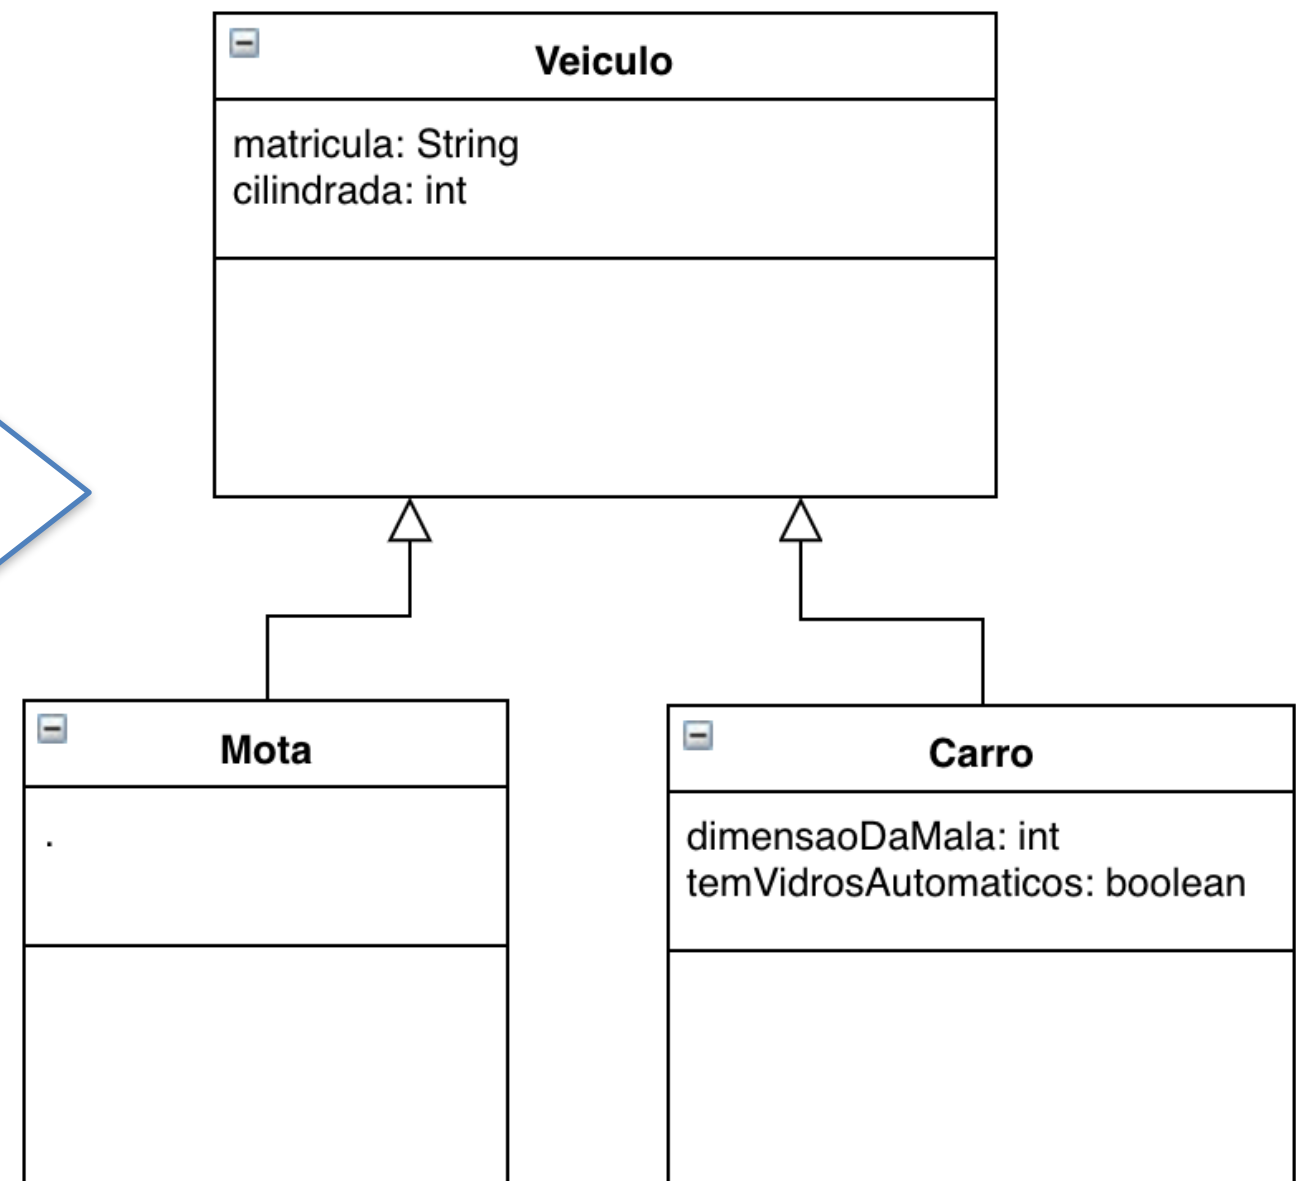 Veiculo
matricula: String
cilindrada: int
Mota
.
Carro
dimensaoDaMala: int
temVidrosAutomaticos: boolean